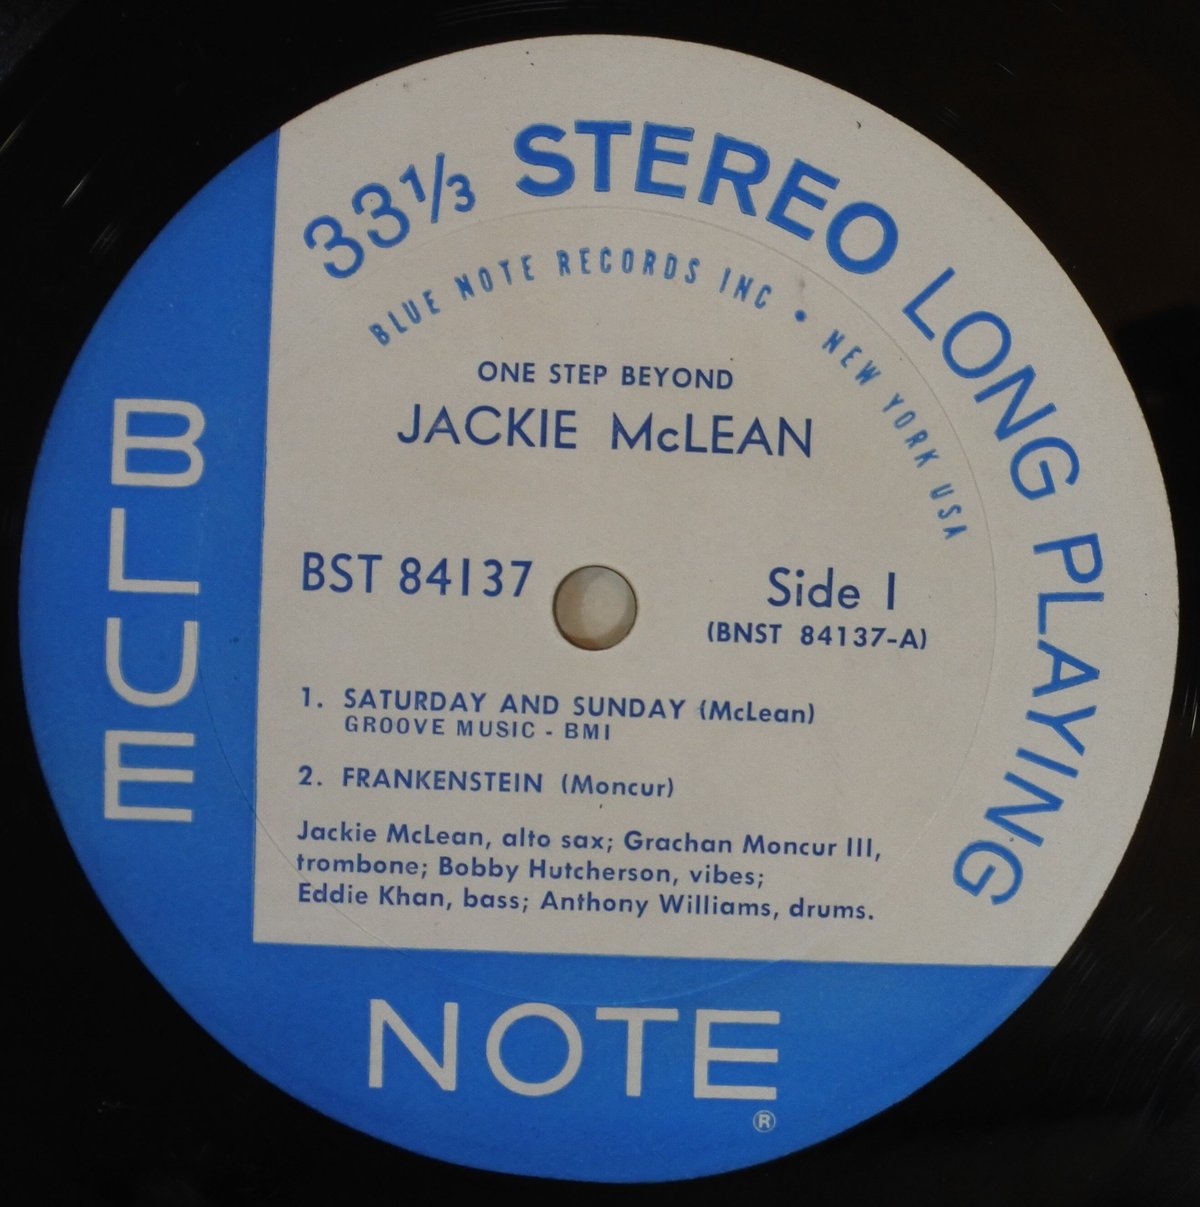 33⅓ STEREO LONG PLAYING
BLUE NOTE RECORDS INC • NEW YORK USA
ONE STEP BEYOND
JACKIE McLEAN
BST 84137
Side 1
(BNST 84137-A)
1. SATURDAY AND SUNDAY (McLean)
GROOVE MUSIC - BMI
2. FRANKENSTEIN (Moncur)
Jackie McLean, alto sax; Grachan Moncur III,
trombone; Bobby Hutcherson, vibes;
Eddie Khan, bass; Anthony Williams, drums.
BLUE
NOTE
®